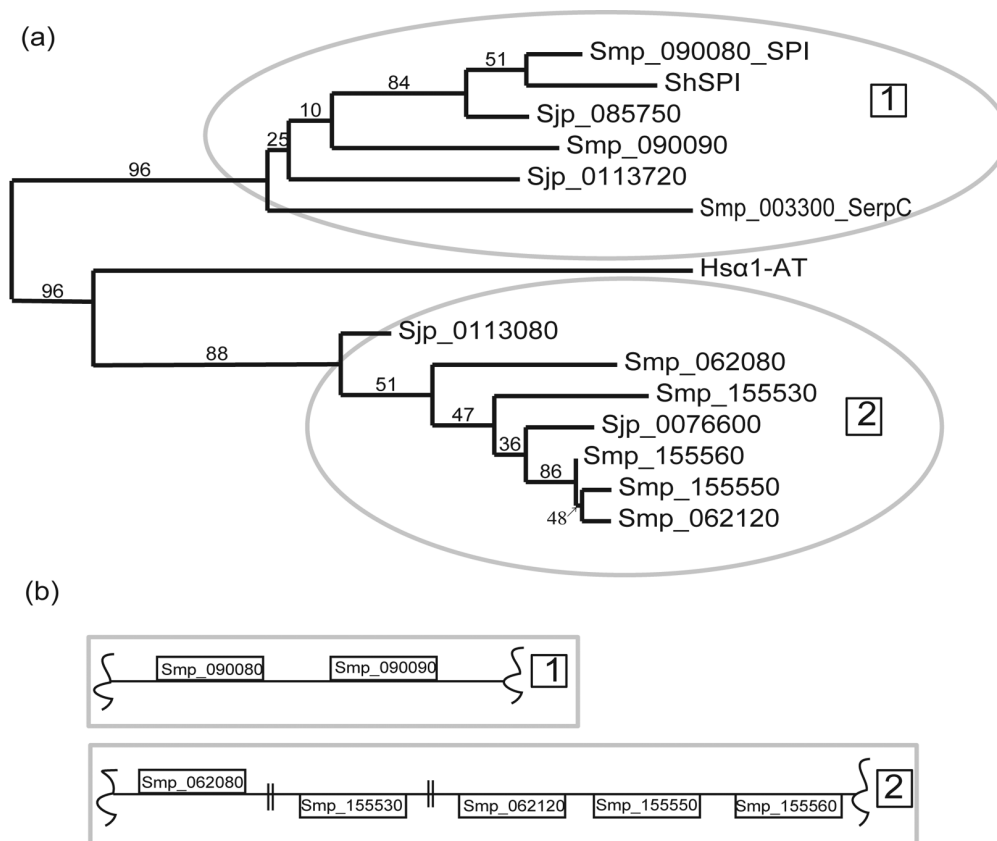 (a)
Smp_090080_SPI
51
ShSPI
84
1
Sjp_085750
10
Smp_090090
25
96
Sjp_0113720
Smp_003300_SerpC
Hsα1-AT
96
Sjp_0113080
88
Smp_062080
51
Smp_155530
2
47
Sjp_0076600
36
Smp_155560
86
Smp_155550
48
Smp_062120
(b)
Smp_090080 Smp_090090 1
Smp_062080
2
Smp_155530 Smp_062120 Smp_155550 Smp_155560